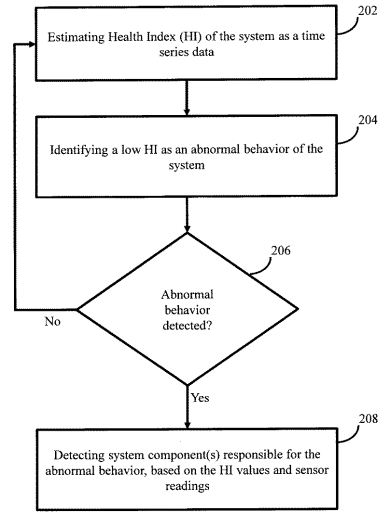 202
Estimating Health Index (HI) of the system as a time
series data
204
Identifying a low HI as an abnormal behavior of the
system
206
Abnormal
behavior
detected?
No
Yes
208
Detecting system component(s) responsible for the
abnormal behavior, based on the HI values and sensor
readings